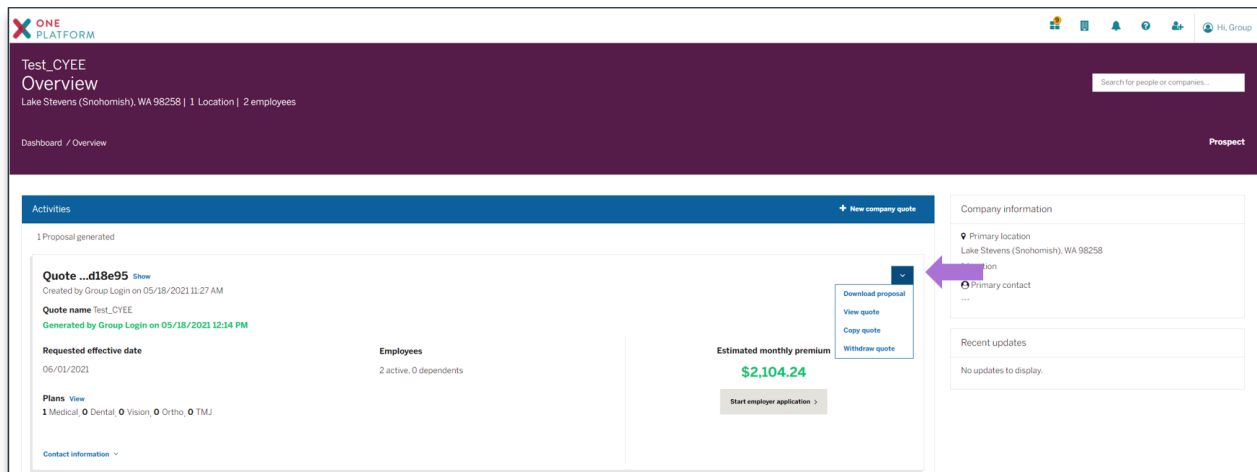 ONE
PLATFORM
9
Hi, Group
Test_CYEE
Overview
Lake Stevens (Snohomish), WA 98258 | 1 Location | 2 employees
Search for people or companies...
Dashboard / Overview
Prospect
Activities
+ New company quote
1 Proposal generated
Quote ...d18e95 Show
Created by Group Login on 05/18/2021 11:27 AM
Quote name Test_CYEE
Generated by Group Login on 05/18/2021 12:14 PM
Download proposal
View quote
Copy quote
Withdraw quote
Requested effective date
06/01/2021
Employees
2 active, 0 dependents
Estimated monthly premium
$2,104.24
Start employer application >
Plans View
1 Medical, 0 Dental, 0 Vision, 0 Ortho, 0 TMJ
Contact information
Company information
Primary location
Lake Stevens (Snohomish), WA 98258
Primary contact
---
Recent updates
No updates to display.